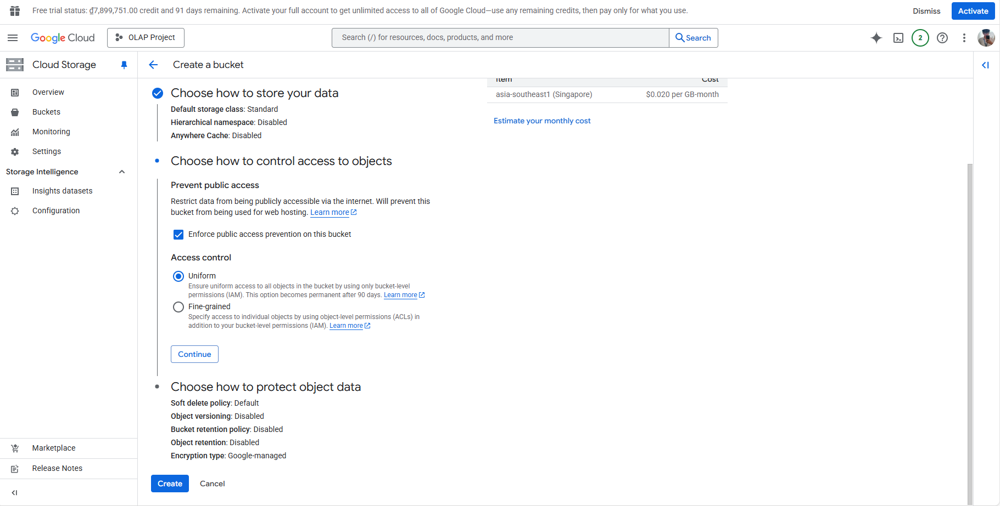 Free trial status: ₫7,899,751.00 credit and 91 days remaining. Activate your full account to get unlimited access to all of Google Cloud—use any remaining credits, then pay only for what you use.
Dismiss
Activate
Google Cloud
OLAP Project
Search (/) for resources, docs, products, and more
Search
2
Cloud Storage
Create a bucket
Overview
Buckets
Monitoring
Settings
Storage Intelligence
Insights datasets
Configuration
Marketplace
Release Notes
Choose how to store your data
Default storage class: Standard
Hierarchical namespace: Disabled
Anywhere Cache: Disabled
Choose how to control access to objects
Prevent public access
Restrict data from being publicly accessible via the internet. Will prevent this
bucket from being used for web hosting. Learn more
Enforce public access prevention on this bucket
Access control
Uniform
Ensure uniform access to all objects in the bucket by using only bucket-level
permissions (IAM). This option becomes permanent after 90 days. Learn more
Fine-grained
Specify access to individual objects by using object-level permissions (ACLs) in
addition to your bucket-level permissions (IAM). Learn more
Continue
Choose how to protect object data
Soft delete policy: Default
Object versioning: Disabled
Bucket retention policy: Disabled
Object retention: Disabled
Encryption type: Google-managed
Create
Cancel
Item Cost
asia-southeast1 (Singapore) $0.020 per GB-month
Estimate your monthly cost